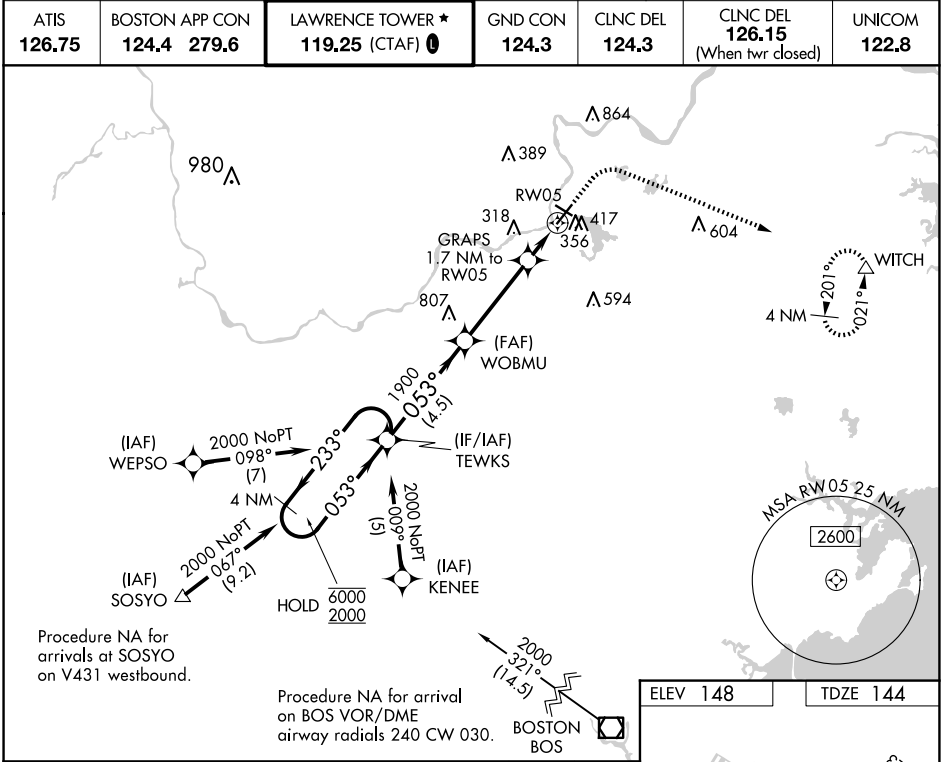 ATIS
126.75
BOSTON APP CON
124.4 279.6
LAWRENCE TOWER ★
119.25 (CTAF) L
GND CON
124.3
CLNC DEL
124.3
CLNC DEL
126.15
(When twr closed)
UNICOM
122.8
864
389
980
RW05
318
417
356
604
GRAPS
1.7 NM to
RW05
WITCH
201°
021°
4 NM
594
807
(FAF)
WOBMU
1900
053°
(4.5)
(IAF)
WEPSO
2000 NoPT
098°
(7)
233°
(IF/IAF)
TEWKS
4 NM
053°
2000 NoPT
009°
(5)
MSA RW05 25 NM
2600
2000 NoPT
067°
(9.2)
(IAF)
SOSYO
(IAF)
KENEE
HOLD
6000
2000
Procedure NA for
arrivals at SOSYO
on V431 westbound.
2000
321°
(14.5)
Procedure NA for arrival
on BOS VOR/DME
airway radials 240 CW 030.
BOSTON
BOS
ELEV 148
TDZE 144